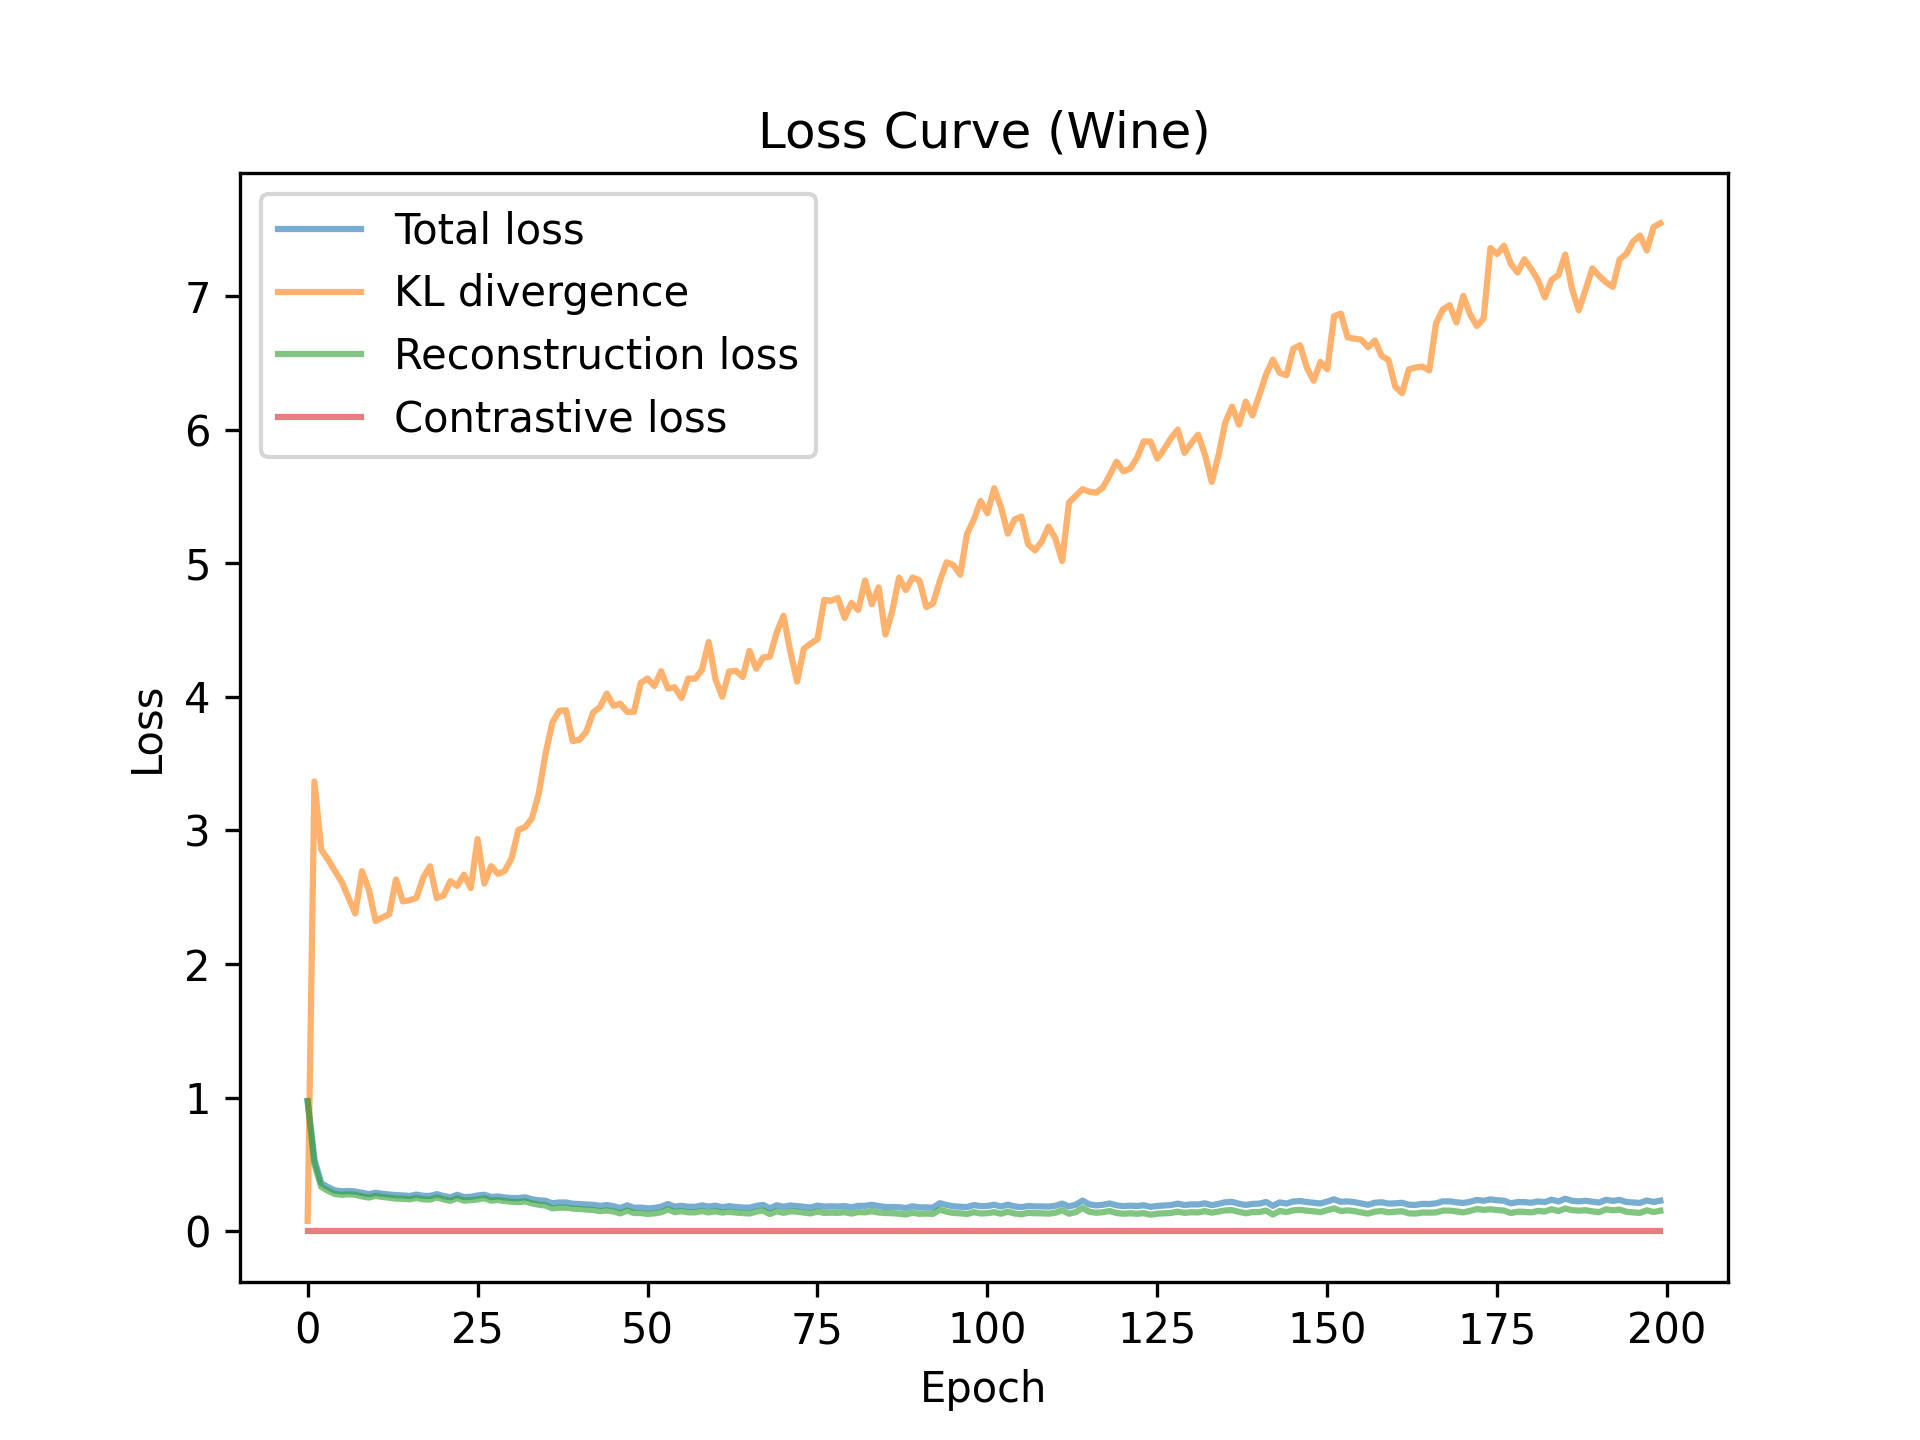 Loss Curve (Wine)
Total loss
KL divergence
Reconstruction loss
Contrastive loss
7
6
5
4
3
2
1
0
Loss
0 25 50 75 100 125 150 175 200
Epoch